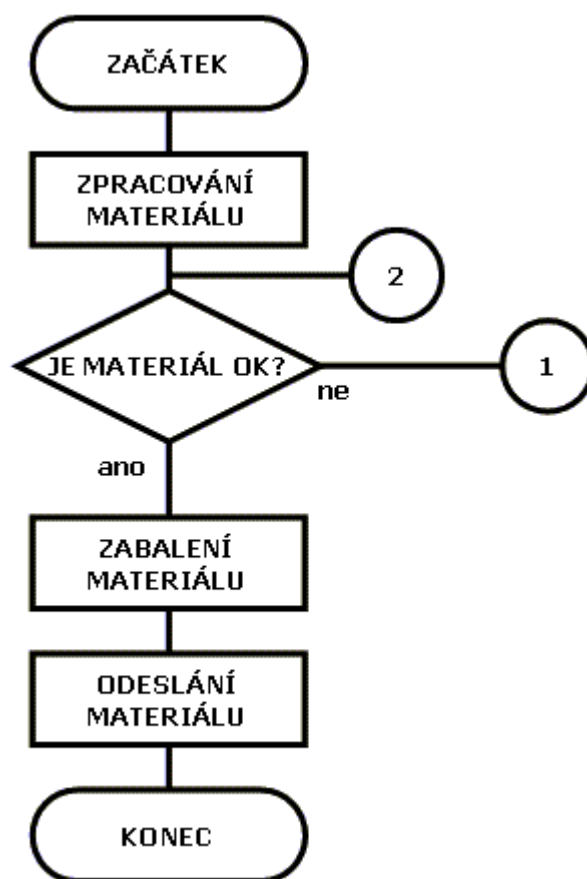 ZAČÁTEK
ZPRACOVÁNÍ
MATERIÁLU
2
JE MATERIÁL OK?
1
ne
ano
ZABALENÍ
MATERIÁLU
ODESLÁNÍ
MATERIÁLU
KONEC